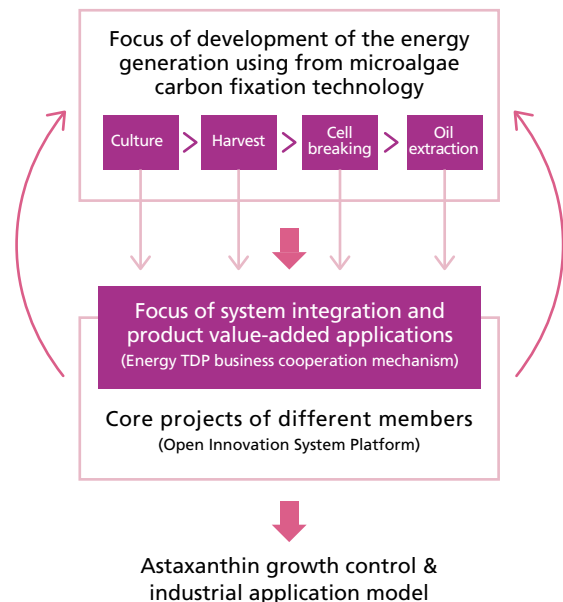 Focus of development of the energy
generation using from microalgae
carbon fixation technology
Culture > Harvest > Cell breaking > Oil extraction
Focus of system integration and
product value-added applications
(Energy TDP business cooperation mechanism)
Core projects of different members
(Open Innovation System Platform)
Astaxanthin growth control &
industrial application model